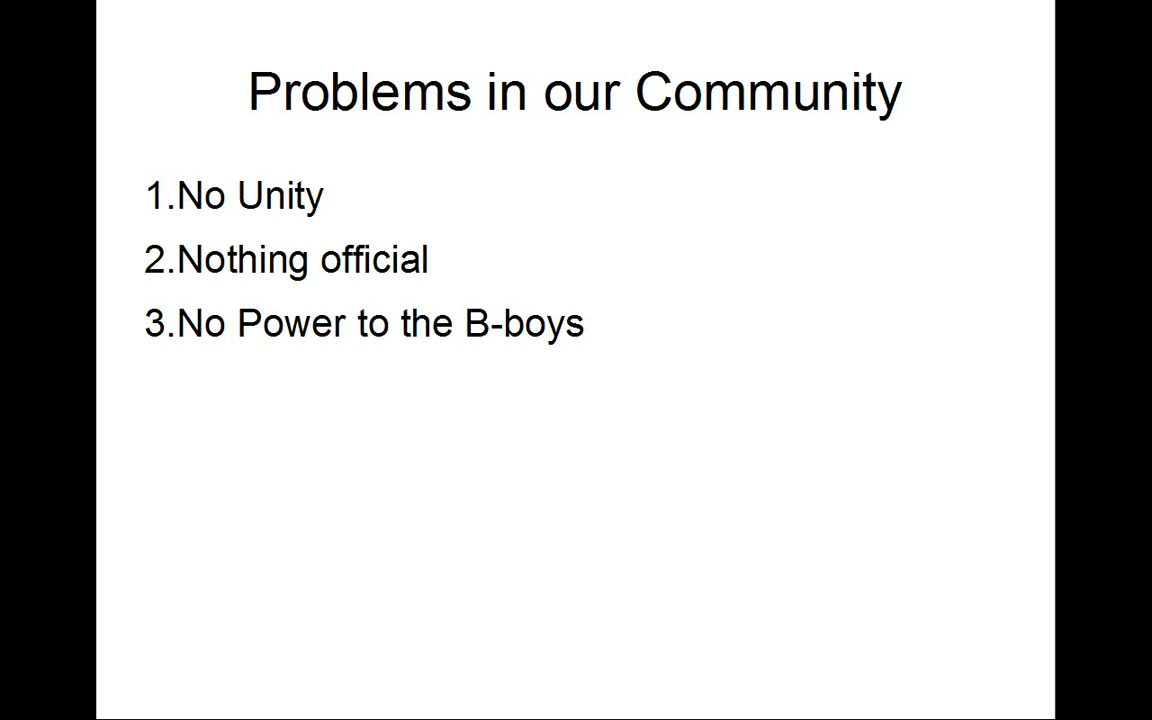 Problems in our Community
1.No Unity
2.Nothing official
3.No Power to the B-boys